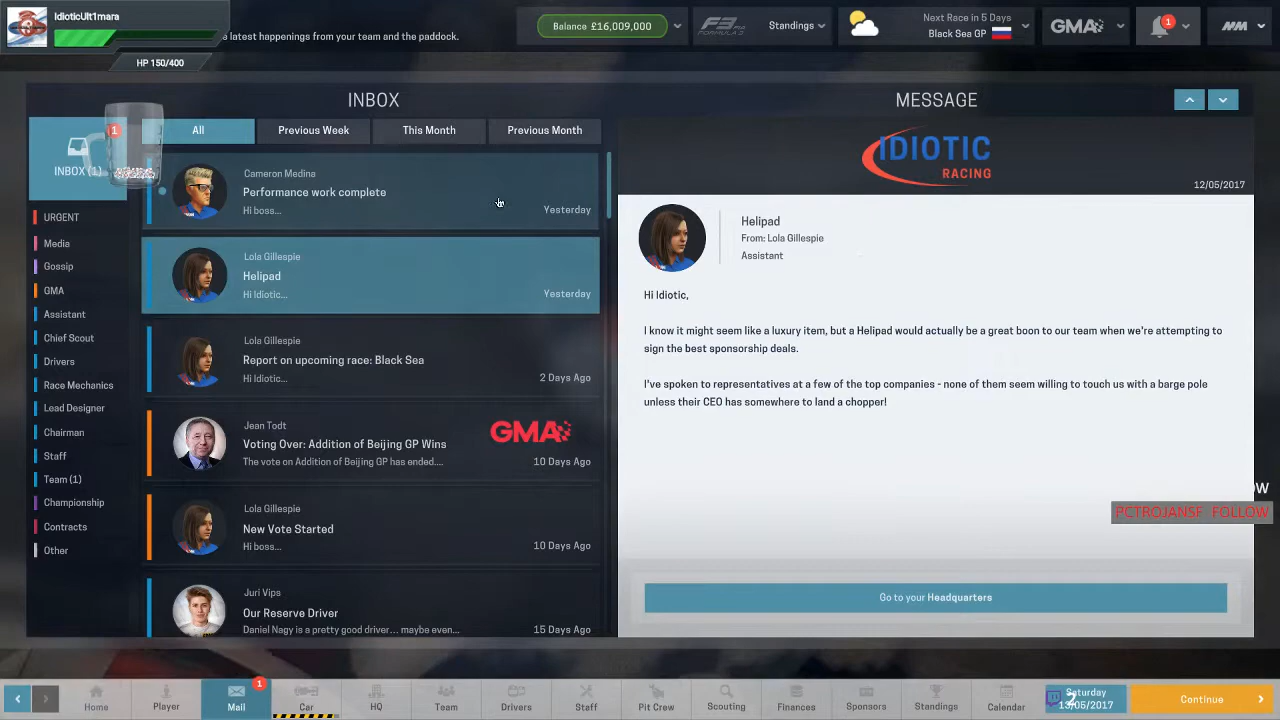 IdioticUlt1mara
e latest happenings from your team and the paddock.
HP 150/400
Balance £16,009,000
F3
FORMULA 3
Standings
Next Race in 5 Days
Black Sea GP
GMA
1
INBOX
MESSAGE
1
INBOX (1)
All
Previous Week
This Month
Previous Month
URGENT
Media
Gossip
GMA
Assistant
Chief Scout
Drivers
Race Mechanics
Lead Designer
Chairman
Staff
Team (1)
Championship
Contracts
Other
Cameron Medina
Performance work complete
Hi boss...
Yesterday
Lola Gillespie
Helipad
Hi Idiotic...
Yesterday
Lola Gillespie
Report on upcoming race: Black Sea
Hi Idiotic...
2 Days Ago
Jean Todt
GMA
Voting Over: Addition of Beijing GP Wins
The vote on Addition of Beijing GP has ended....
10 Days Ago
Lola Gillespie
New Vote Started
Hi boss...
10 Days Ago
Juri Vips
Our Reserve Driver
Daniel Nagy is a pretty good driver... maybe even...
15 Days Ago
IDIOTIC
RACING
12/05/2017
Helipad
From: Lola Gillespie
Assistant
Hi Idiotic,
I know it might seem like a luxury item, but a Helipad would actually be a great boon to our team when we're attempting to
sign the best sponsorship deals.
I've spoken to representatives at a few of the top companies - none of them seem willing to touch us with a barge pole
unless their CEO has somewhere to land a chopper!
OW
PCTROJANSF FOLLOW
Go to your Headquarters
Home
Player
1
Mail
Car
HQ
Team
Drivers
Staff
Pit Crew
Scouting
Finances
Sponsors
Standings
Calendar
2
Saturday
13/05/2017
Continue